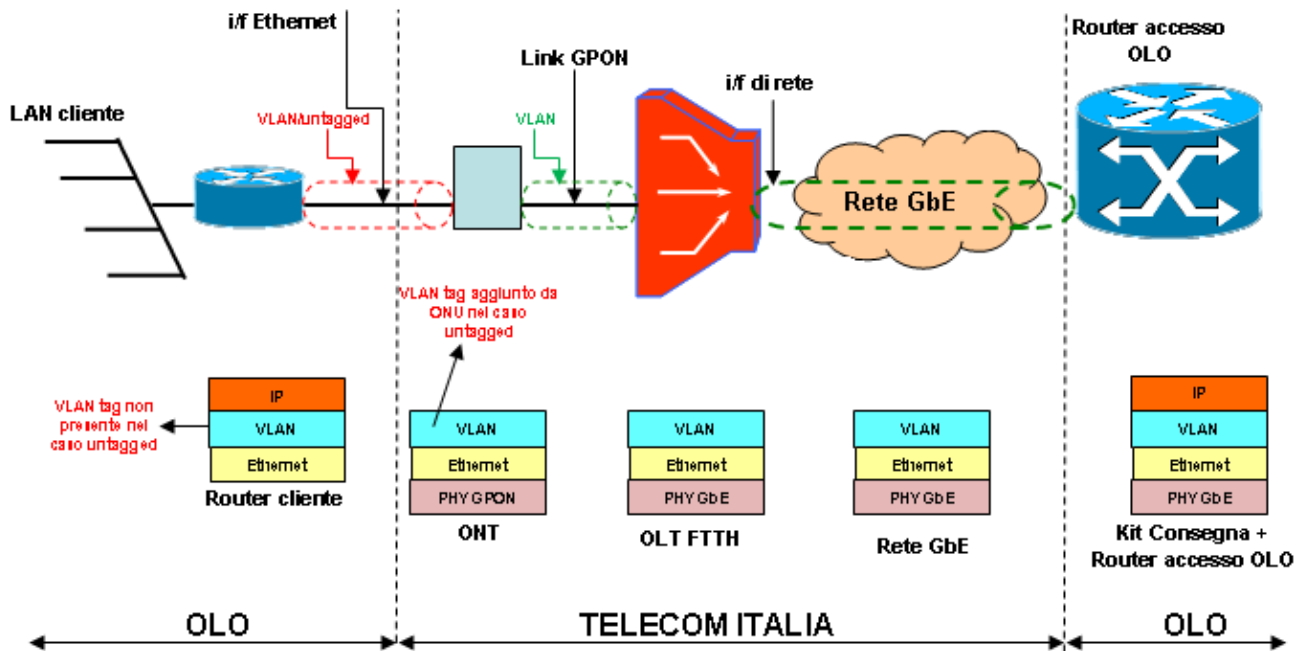 i/f Ethernet
Router accesso
OLO
Link GPON
i/f di rete
LAN cliente
VLAN/untagged
VLAN
Rete GbE
VLAN tag aggiunto da
ONU nel caso
untagged
VLAN tag non
presente nel
caso untagged
IP
VLAN
Ethernet
Router cliente
VLAN
Ethernet
PHY GPON
ONT
VLAN
Ethernet
PHY GbE
OLT FTTH
VLAN
Ethernet
PHY GbE
Rete GbE
IP
VLAN
Ethernet
PHY GbE
Kit Consegna +
Router accesso OLO
OLO
TELECOM ITALIA
OLO